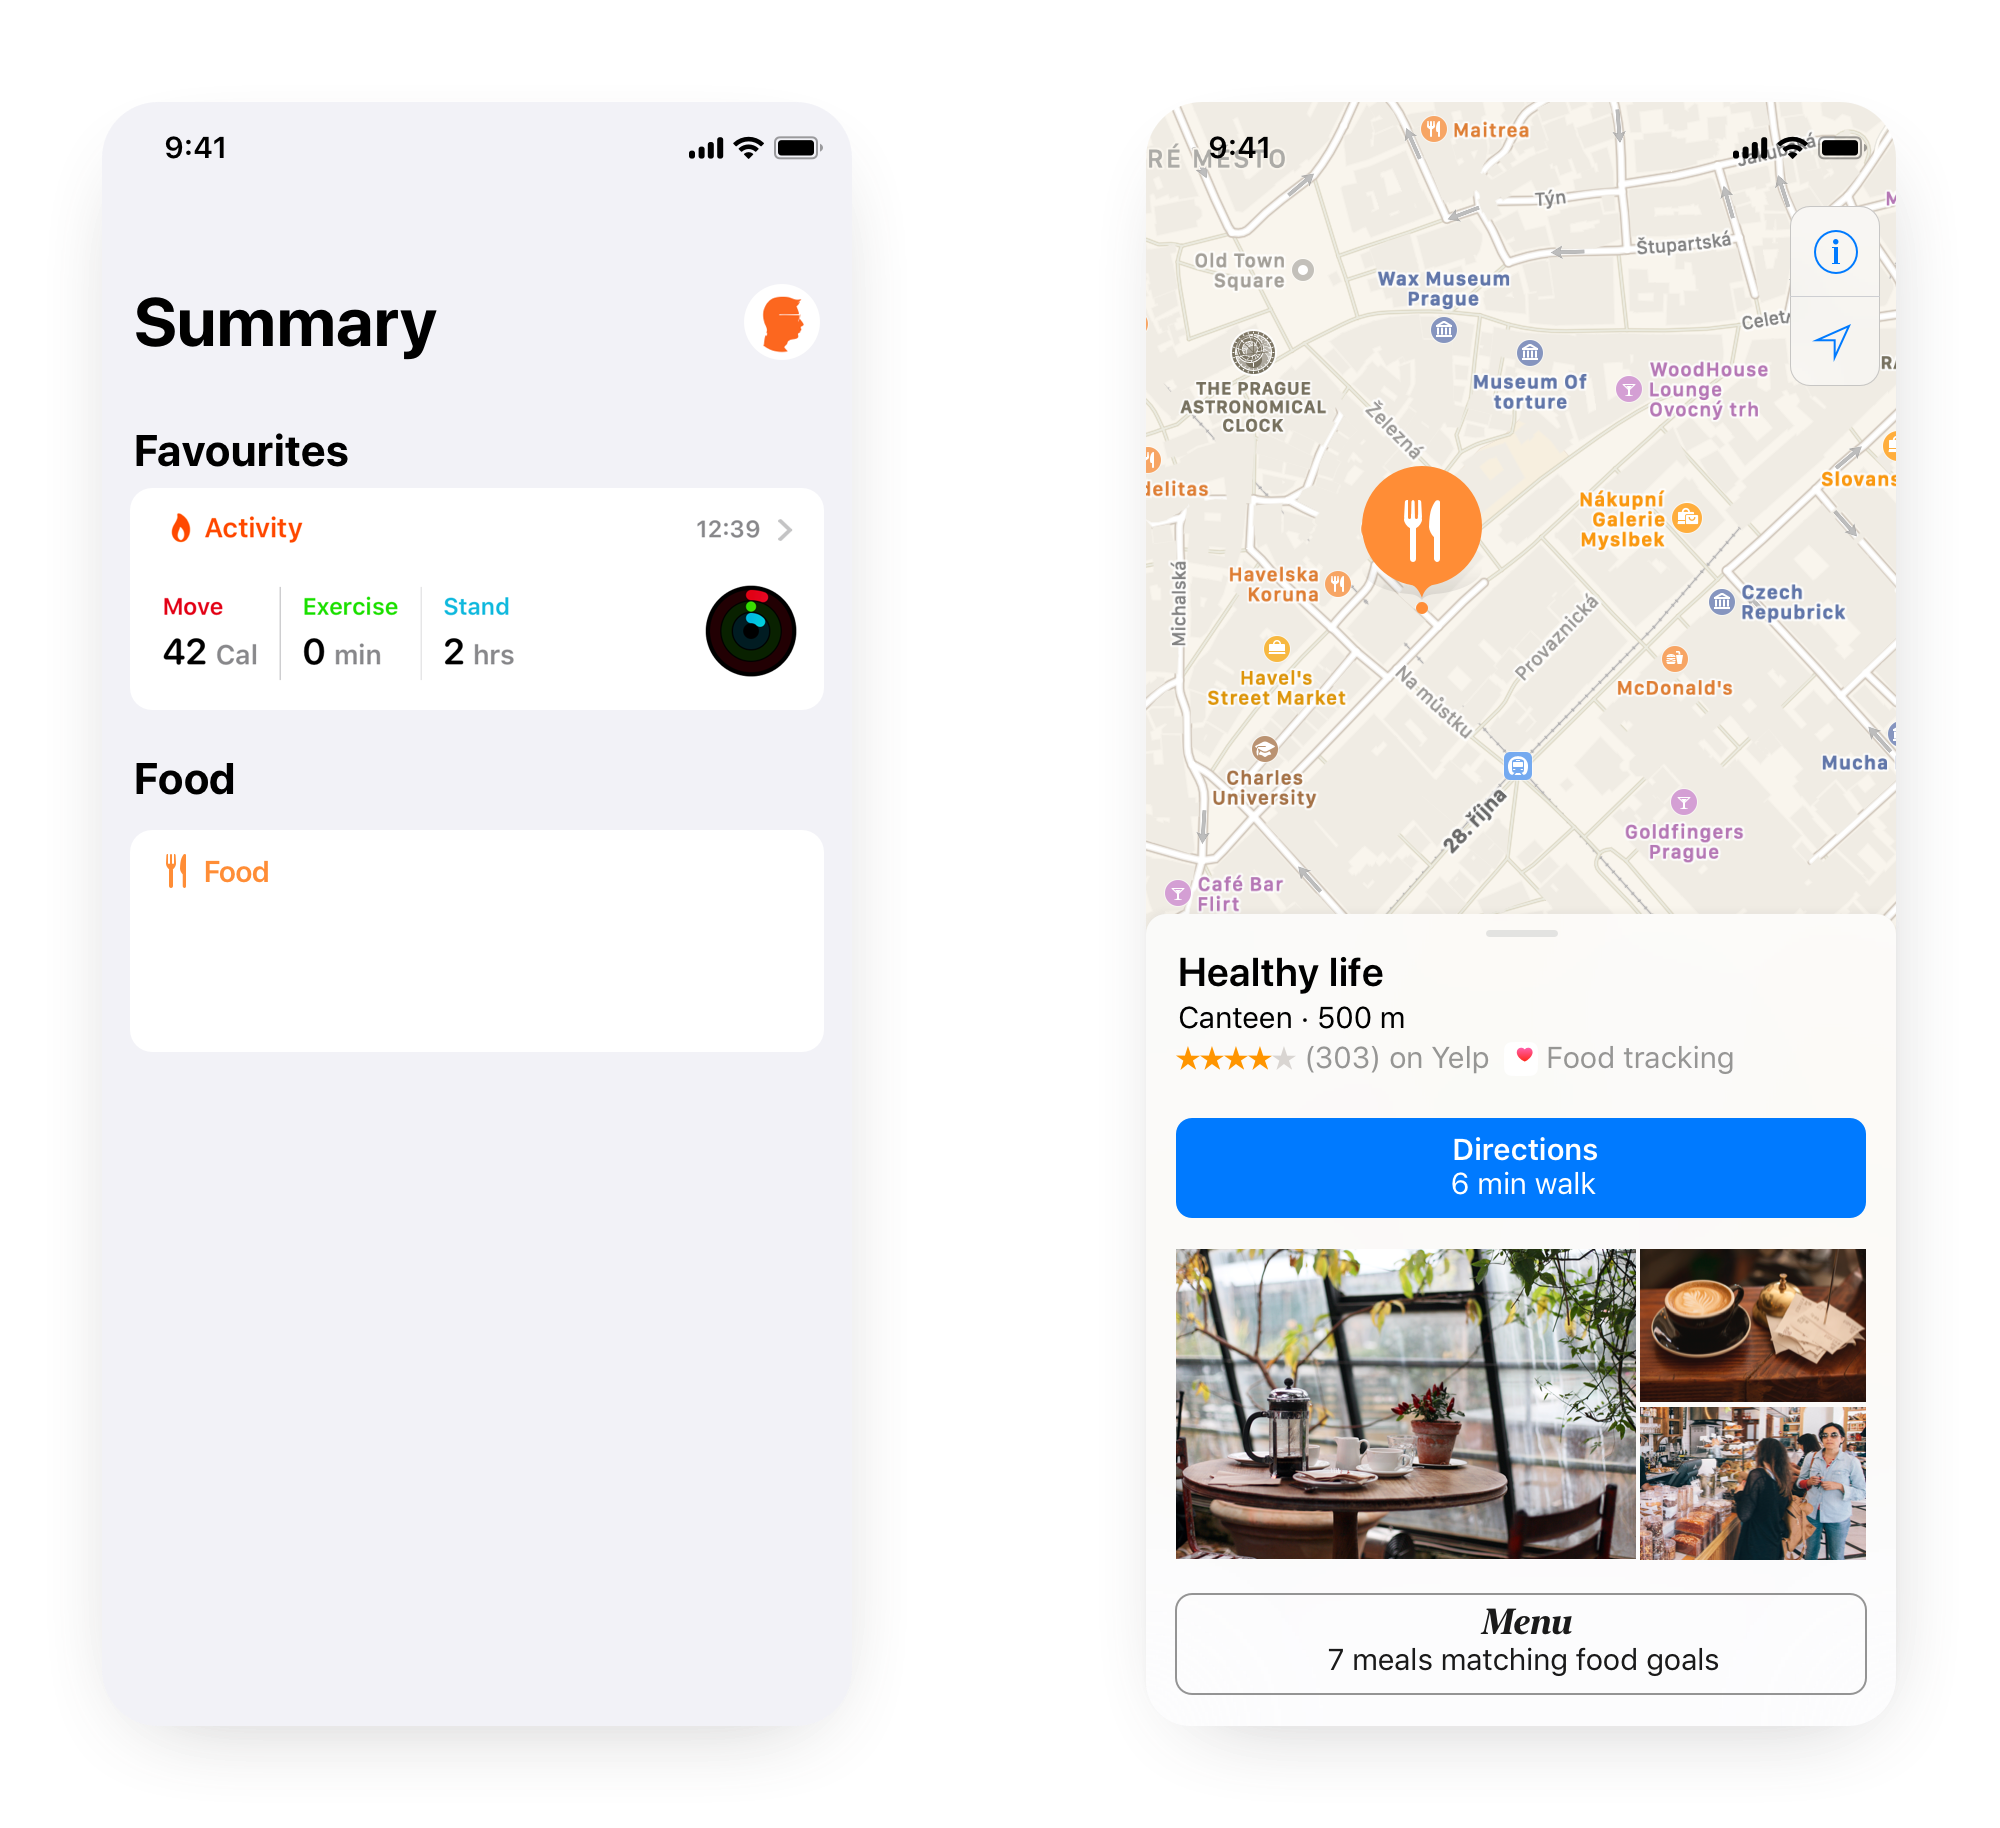 9:41
Summary
Favourites
Activity
12:39
Move
Exercise
Stand
42 Cal
0 min
2 hrs
Food
Food
9:41
RÉ MĚSTO
Maitrea
Týn
Štupartská
Old Town
Square
Wax Museum
Prague
THE PRAGUE
ASTRONOMICAL
CLOCK
Museum Of
torture
WoodHouse
Lounge
Ovocný trh
Železná
delitas
Slovans
Nákupní
Galerie
Myslbek
Havelska
Koruna
Michalská
Czech
Repubrick
Provaznická
Havel's
Street Market
McDonald's
Na můstku
Charles
University
Mucha
28. října
Goldfingers
Prague
Café Bar
Flirt
Healthy life
Canteen · 500 m
★★★★★ (303) on Yelp
Food tracking
Directions
6 min walk
Menu
7 meals matching food goals